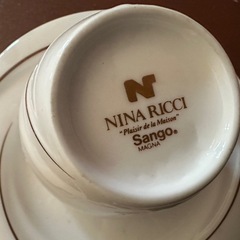 NINA RICCI
"Plaisir de la Maison"
Sango®
MAGNA